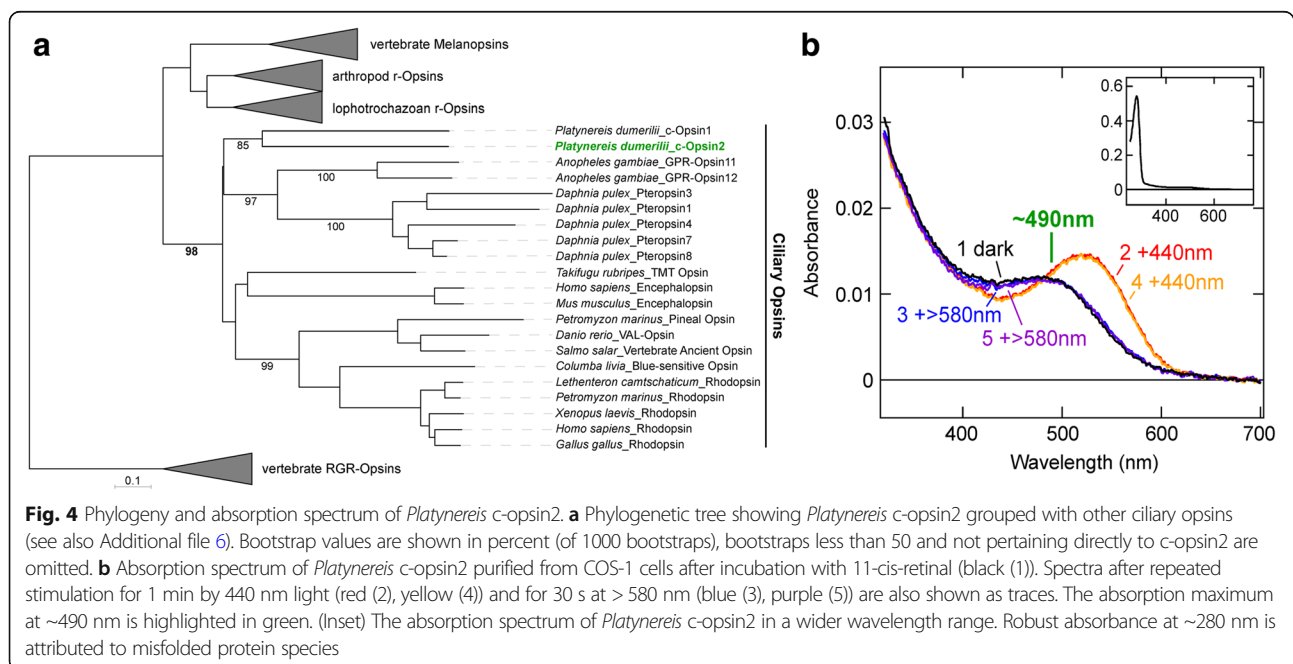 a
vertebrate Melanopsins
arthropod r-Opsins
lophotrochazoan r-Opsins
Platynereis dumerilii_c-Opsin1
85
Platynereis dumerilii_c-Opsin2
Anopheles gambiae_GPR-Opsin11
100
Anopheles gambiae_GPR-Opsin12
97
Daphnia pulex_Pteropsin3
Daphnia pulex_Pteropsin1
100
Daphnia pulex_Pteropsin4
Daphnia pulex_Pteropsin7
98
Daphnia pulex_Pteropsin8
Takifugu rubripes_TMT Opsin
Homo sapiens_Encephalopsin
Mus musculus_Encephalopsin
Petromyzon marinus_Pineal Opsin
Danio rerio_VAL-Opsin
99
Salmo salar_Vertebrate Ancient Opsin
Columba livia_Blue-sensitive Opsin
Lethenteron camtschaticum_Rhodopsin
Petromyzon marinus_Rhodopsin
Xenopus laevis_Rhodopsin
Homo sapiens_Rhodopsin
Gallus gallus_Rhodopsin
Ciliary Opsins
vertebrate RGR-Opsins
0.1
b
0.03
0.02
0.01
0
Absorbance
400
500
600
700
Wavelength (nm)
0.6
0.4
0.2
0
400
600
~490nm
1 dark
2 +440nm
4 +440nm
3 +>580nm
5 +>580nm
Fig. 4 Phylogeny and absorption spectrum of Platynereis c-opsin2. a Phylogenetic tree showing Platynereis c-opsin2 grouped with other ciliary opsins
(see also Additional file 6). Bootstrap values are shown in percent (of 1000 bootstraps), bootstraps less than 50 and not pertaining directly to c-opsin2 are
omitted. b Absorption spectrum of Platynereis c-opsin2 purified from COS-1 cells after incubation with 11-cis-retinal (black (1)). Spectra after repeated
stimulation for 1 min by 440 nm light (red (2), yellow (4)) and for 30 s at > 580 nm (blue (3), purple (5)) are also shown as traces. The absorption maximum
at ~490 nm is highlighted in green. (Inset) The absorption spectrum of Platynereis c-opsin2 in a wider wavelength range. Robust absorbance at ~280 nm is
attributed to misfolded protein species